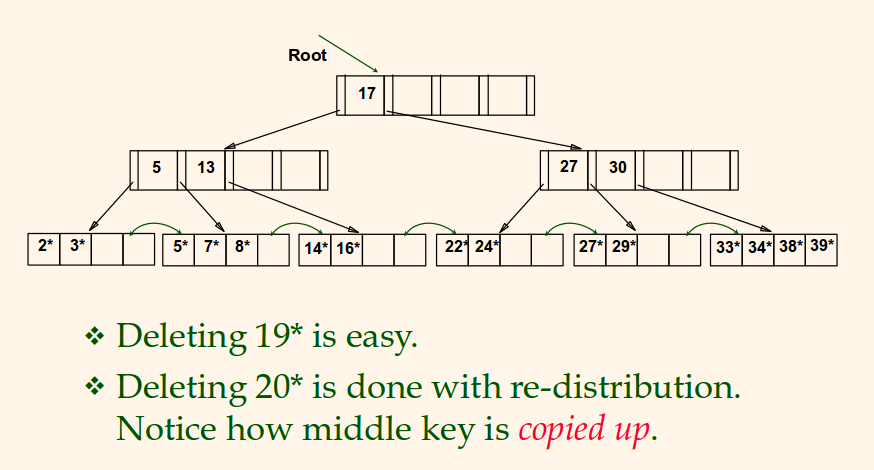 Root
17
5 13
27 30
2* 3*
5* 7* 8*
14* 16*
22* 24*
27* 29*
33* 34* 38* 39*
❖ Deleting 19* is easy.
❖ Deleting 20* is done with re-distribution.
Notice how middle key is copied up.